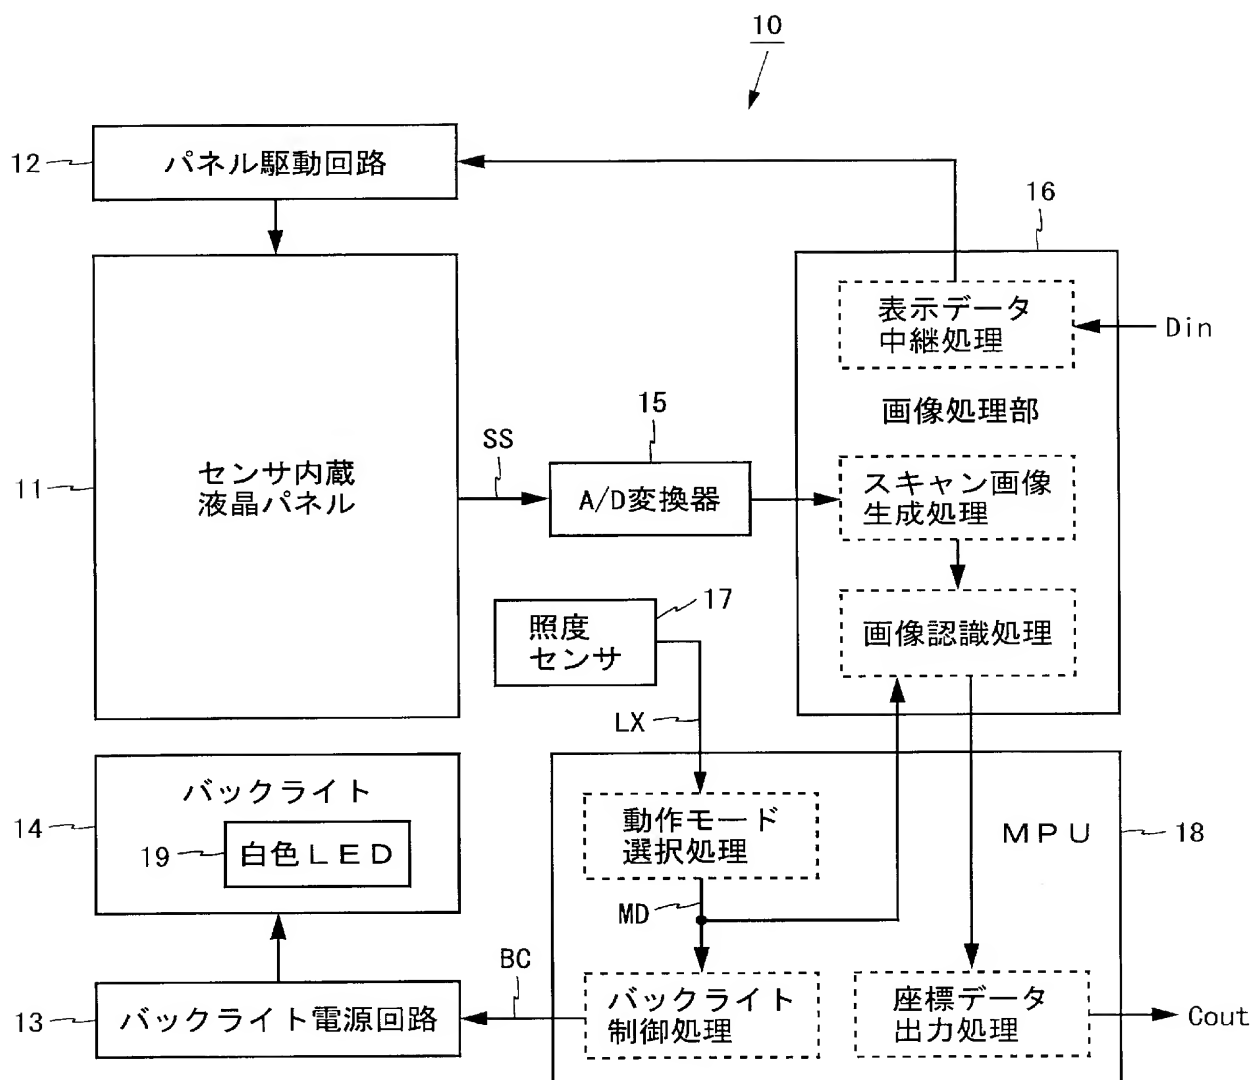 10
12
パネル駆動回路
16
表示データ
中継処理
Din
画像処理部
11
センサ内蔵
液晶パネル
SS
15
A/D変換器
スキャン画像
生成処理
照度
センサ
17
画像認識処理
LX
14
バックライト
19
白色LED
動作モード
選択処理
MPU
18
MD
13
バックライト電源回路
BC
バックライト
制御処理
座標データ
出力処理
Cout